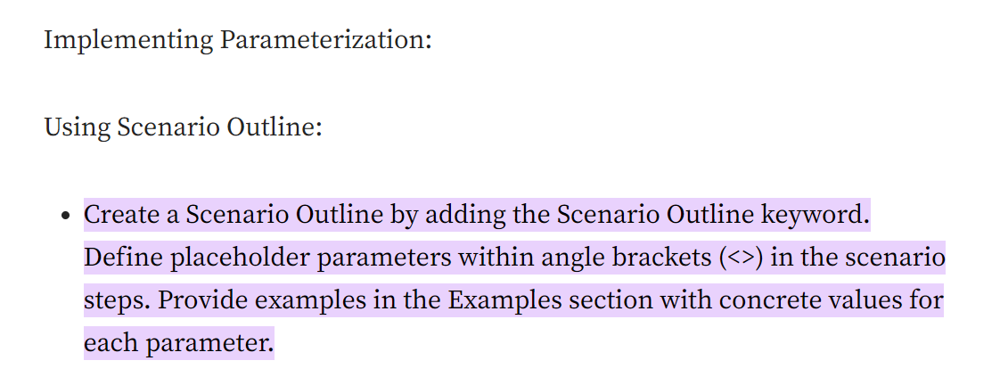 Implementing Parameterization:
Using Scenario Outline:
• Create a Scenario Outline by adding the Scenario Outline keyword.
Define placeholder parameters within angle brackets (<>) in the scenario
steps. Provide examples in the Examples section with concrete values for
each parameter.